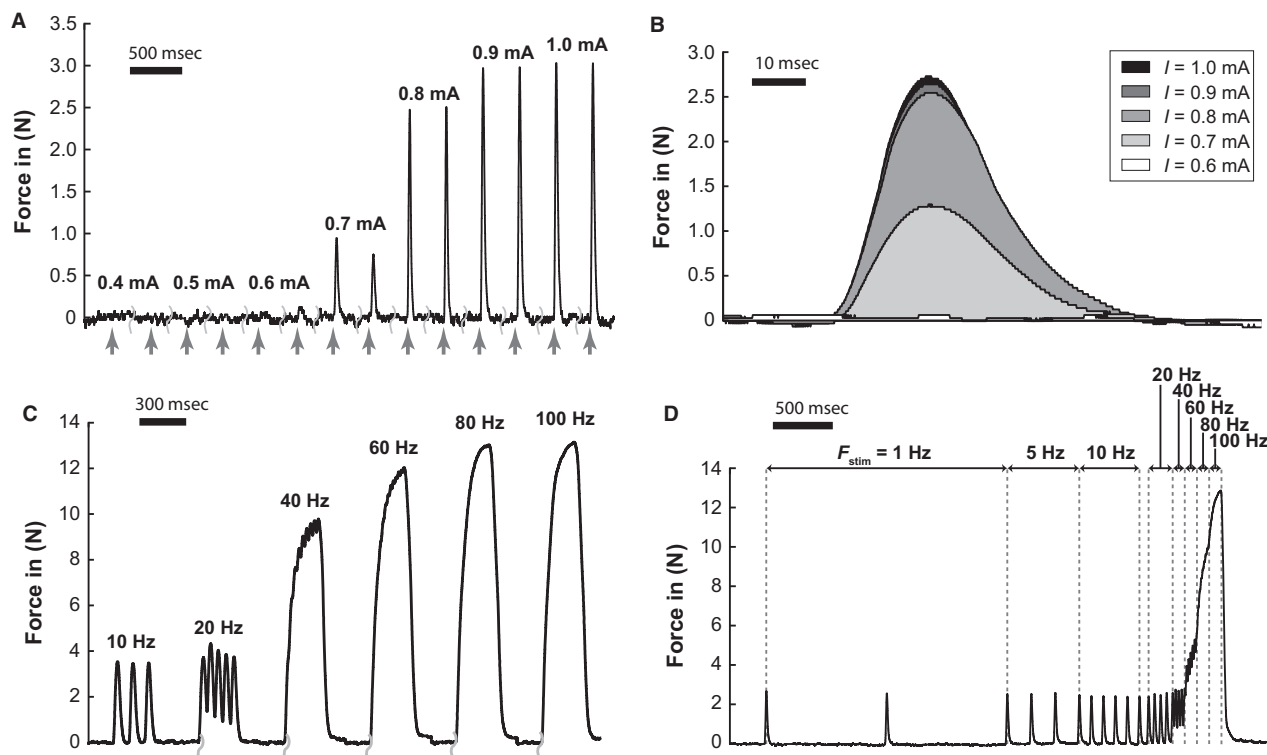 A
3.5
3.0
2.5
2.0
1.5
1.0
0.5
0
Force in (N)
500 msec
0.4 mA
0.5 mA
0.6 mA
0.7 mA
0.8 mA
0.9 mA
1.0 mA
B
3.0
2.0
1.5
1.0
0.5
0
Force in (N)
10 msec
I = 1.0 mA
I = 0.9 mA
I = 0.8 mA
I = 0.7 mA
I = 0.6 mA
C
14
12
10
8
6
4
2
0
Force in (N)
300 msec
10 Hz
20 Hz
40 Hz
60 Hz
80 Hz
100 Hz
D
14
12
10
8
6
4
2
0
Force in (N)
500 msec
Fstim = 1 Hz
5 Hz
10 Hz
20 Hz
40 Hz
60 Hz
80 Hz
100 Hz